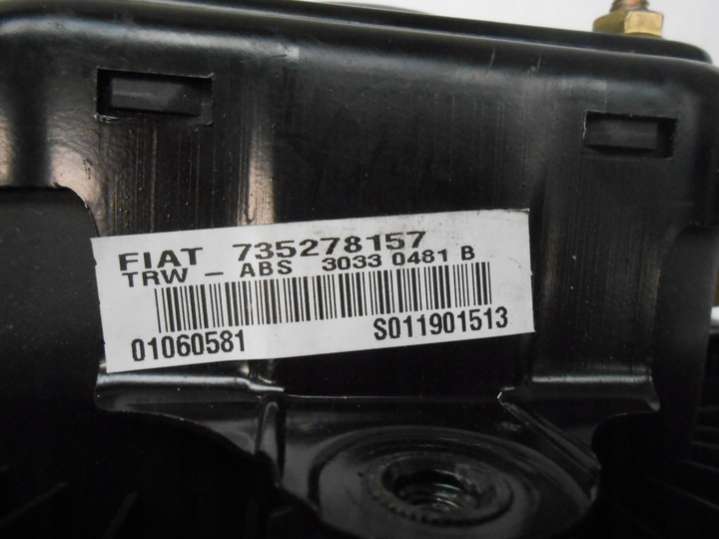 FIAT 735278157
TRW - ABS 3033 0481 B
01060581 S011901513